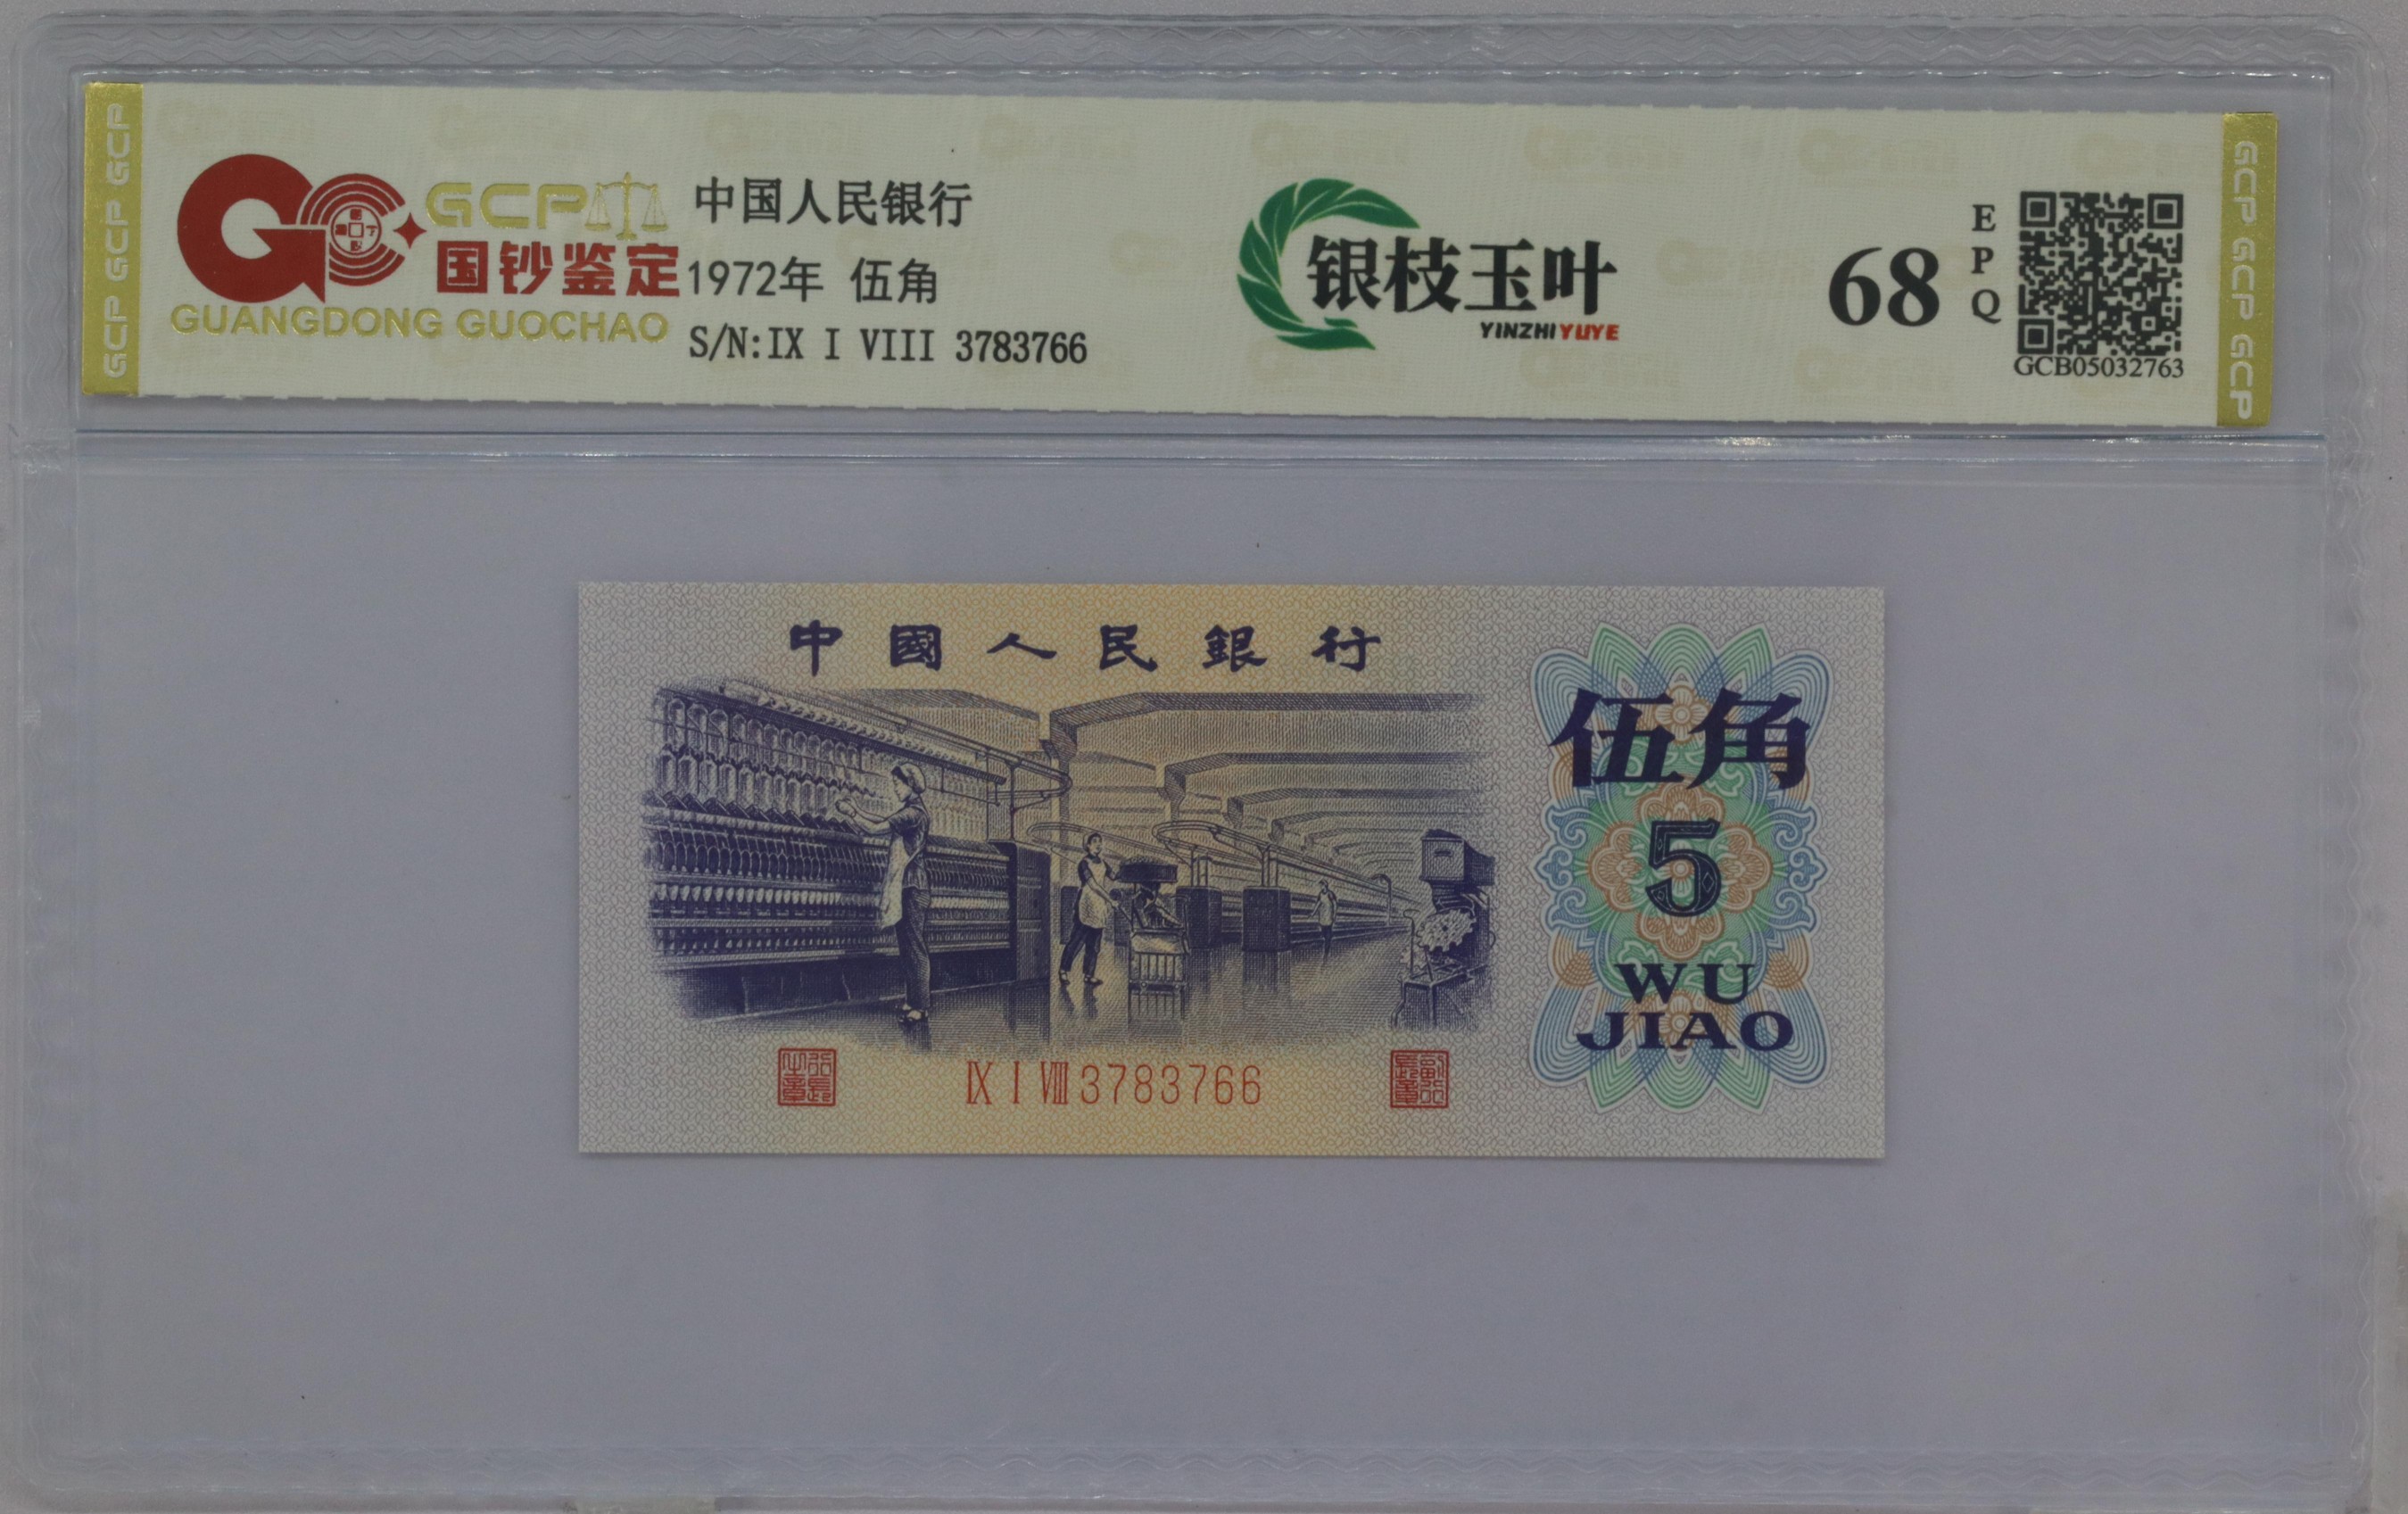 GCP GCP GCP
GCP
国钞鉴定
GUANGDONG GUOCHAO
中国人民银行
1972年 伍角
S/N:IX I VIII 3783766
银枝玉叶
YINZHIYUYE
68
EPQ
GCB05032763
GCP GCP GCP
中國人民銀行
伍角
5
WU
JIAO
IX I VIII 3783766